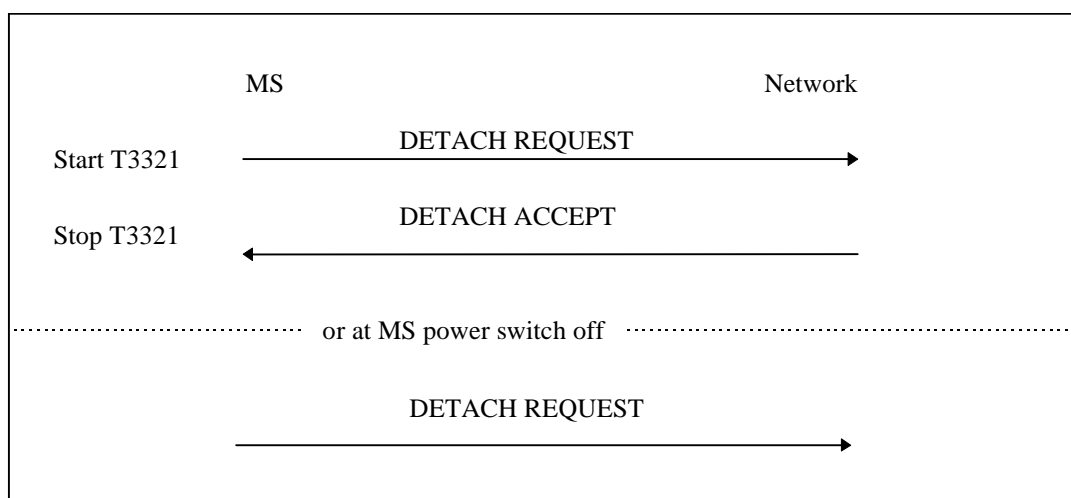 MS Network
Start T3321 DETACH REQUEST
Stop T3321 DETACH ACCEPT
or at MS power switch off
DETACH REQUEST